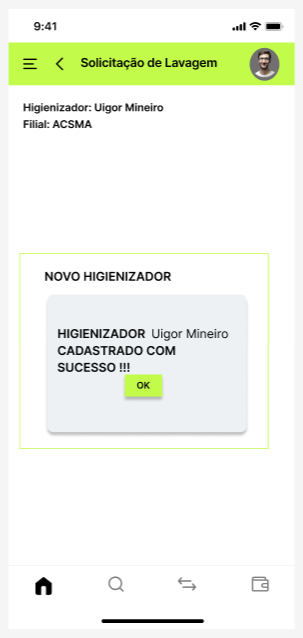 9:41
Solicitação de Lavagem
Higienizador: Uigor Mineiro
Filial: ACSMA
NOVO HIGIENIZADOR
HIGIENIZADOR Uigor Mineiro
CADASTRADO COM
SUCESSO !!!
OK